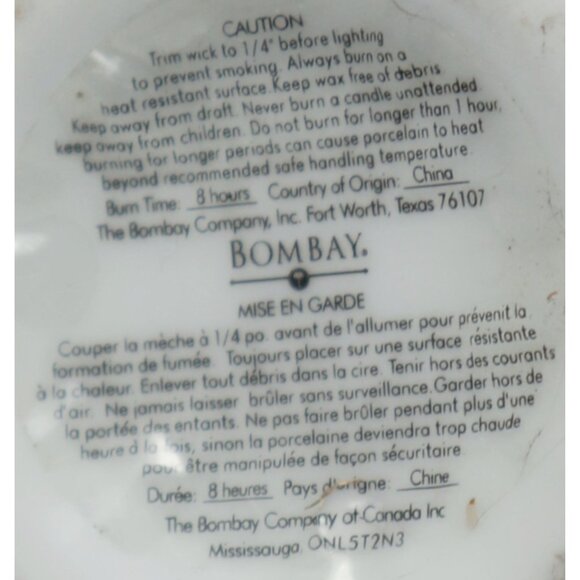 CAUTION
Trim wick to 1/4" before lighting
to prevent smoking. Always burn on a
heat resistant surface. Keep wax free of debris.
Keep away from draft. Never burn a candle unattended.
keep away from children. Do not burn for longer than 1 hour,
burning for longer periods can cause porcelain to heat
beyond recommended safe handling temperature.
Burn Time: 8 hours Country of Origin: China
The Bombay Company, Inc. Fort Worth, Texas 76107
BOMBAY.
MISE EN GARDE
Couper la mèche à 1/4 po. avant de l'allumer pour prévenit la
formation de fumée. Toujours placer sur une surface résistante
à la chaleur. Enlever tout débris dans la cire. Tenir hors des courants
d'air. Ne jamais laisser brûler sans surveillance. Garder hors de
la portée des entants. Ne pas faire brûler pendant plus d'une
heure à la fois, sinon la porcelaine deviendra trop chaude
pour être manipulée de façon sécuritaire.
Durée: 8 heures Pays d'origne: Chine
The Bombay Company of Canada Inc
Mississauga, ONL5T2N3